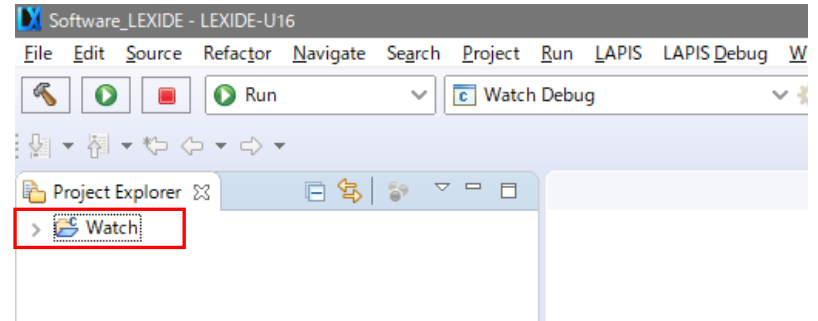 Software_LEXIDE - LEXIDE-U16
File Edit Source Refactor Navigate Search Project Run LAPIS LAPIS Debug W
Run Watch Debug
Project Explorer
Watch